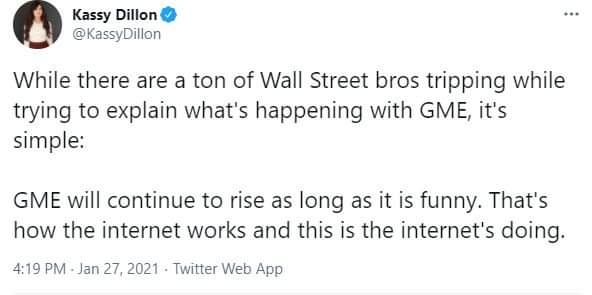 Kassy Dillon
@KassyDillon
While there are a ton of Wall Street bros tripping while
trying to explain what's happening with GME, it's
simple:
GME will continue to rise as long as it is funny. That's
how the internet works and this is the internet's doing.
4:19 PM · Jan 27, 2021 · Twitter Web App